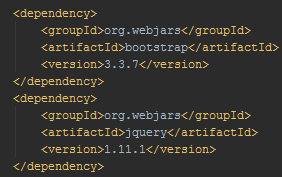 <dependency>
    <groupId>org.webjars</groupId>
    <artifactId>bootstrap</artifactId>
    <version>3.3.7</version>
</dependency>
<dependency>
    <groupId>org.webjars</groupId>
    <artifactId>jquery</artifactId>
    <version>1.11.1</version>
</dependency>